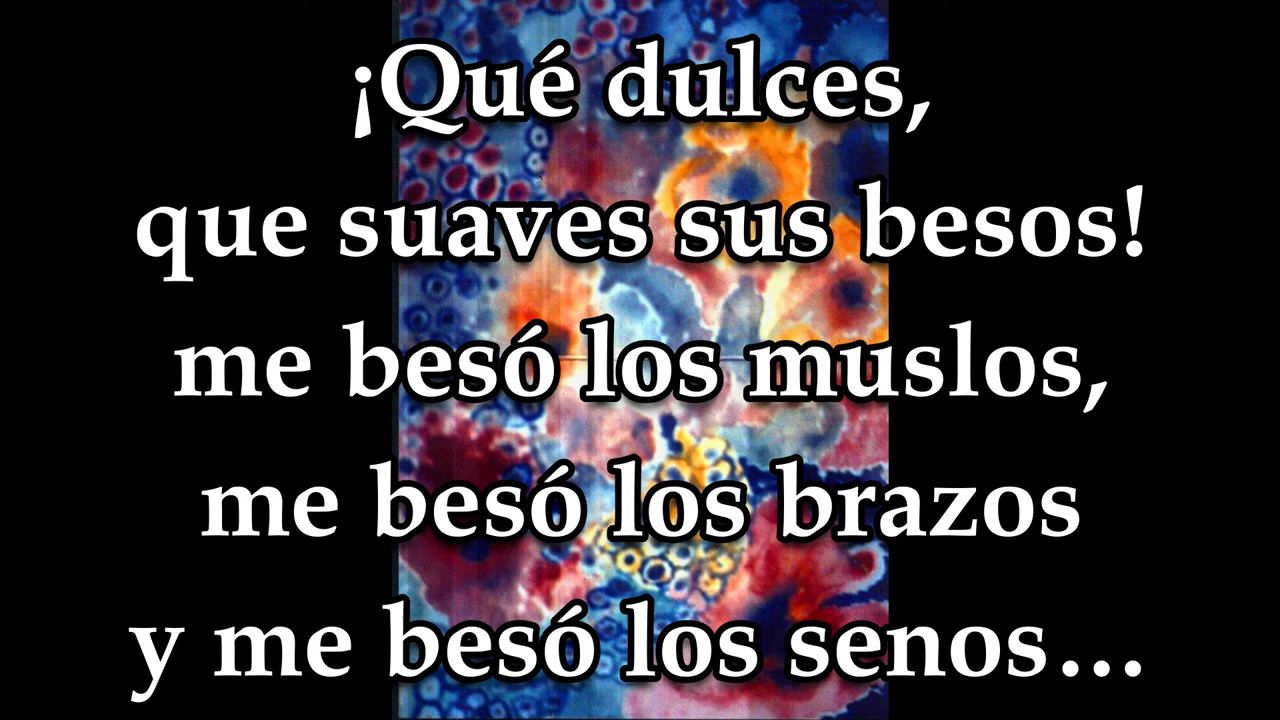 ¡Qué dulces,
que suaves sus besos!
me besó los muslos,
me besó los brazos
y me besó los senos…